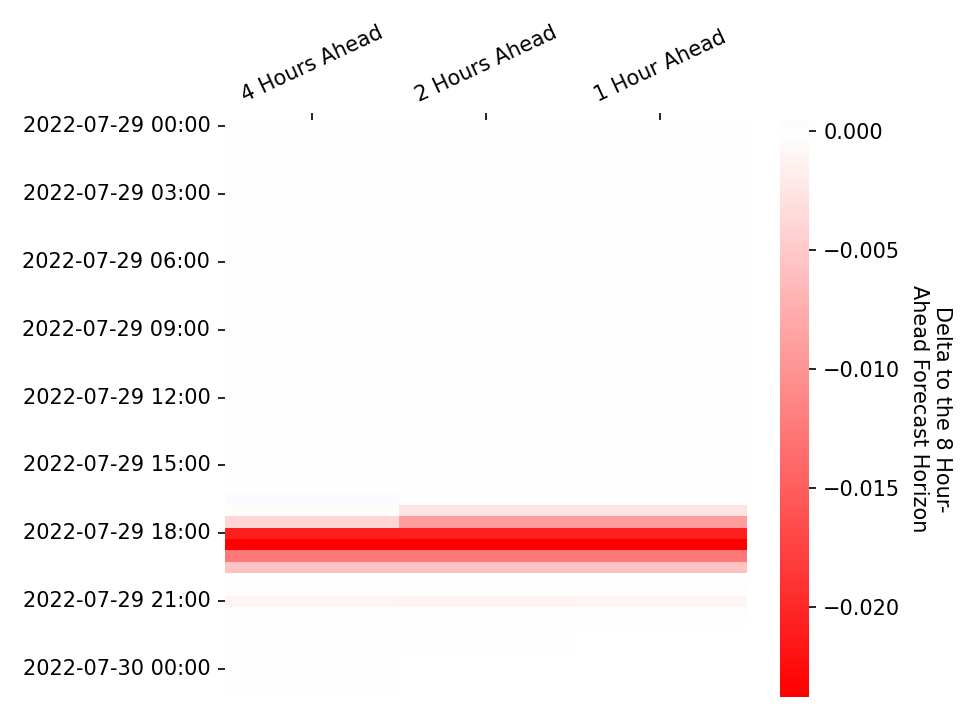 4 Hours Ahead
2 Hours Ahead
1 Hour Ahead
2022-07-29 00:00
2022-07-29 03:00
2022-07-29 06:00
2022-07-29 09:00
2022-07-29 12:00
2022-07-29 15:00
2022-07-29 18:00
2022-07-29 21:00
2022-07-30 00:00
0.000
−0.005
−0.010
−0.015
−0.020
Delta to the 8 Hour-
Ahead Forecast Horizon